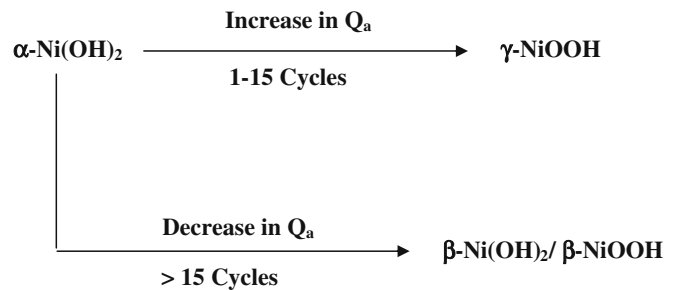 Increase in Qa
α-Ni(OH)2 γ-NiOOH
1-15 Cycles
Decrease in Qa
β-Ni(OH)2/ β-NiOOH
> 15 Cycles